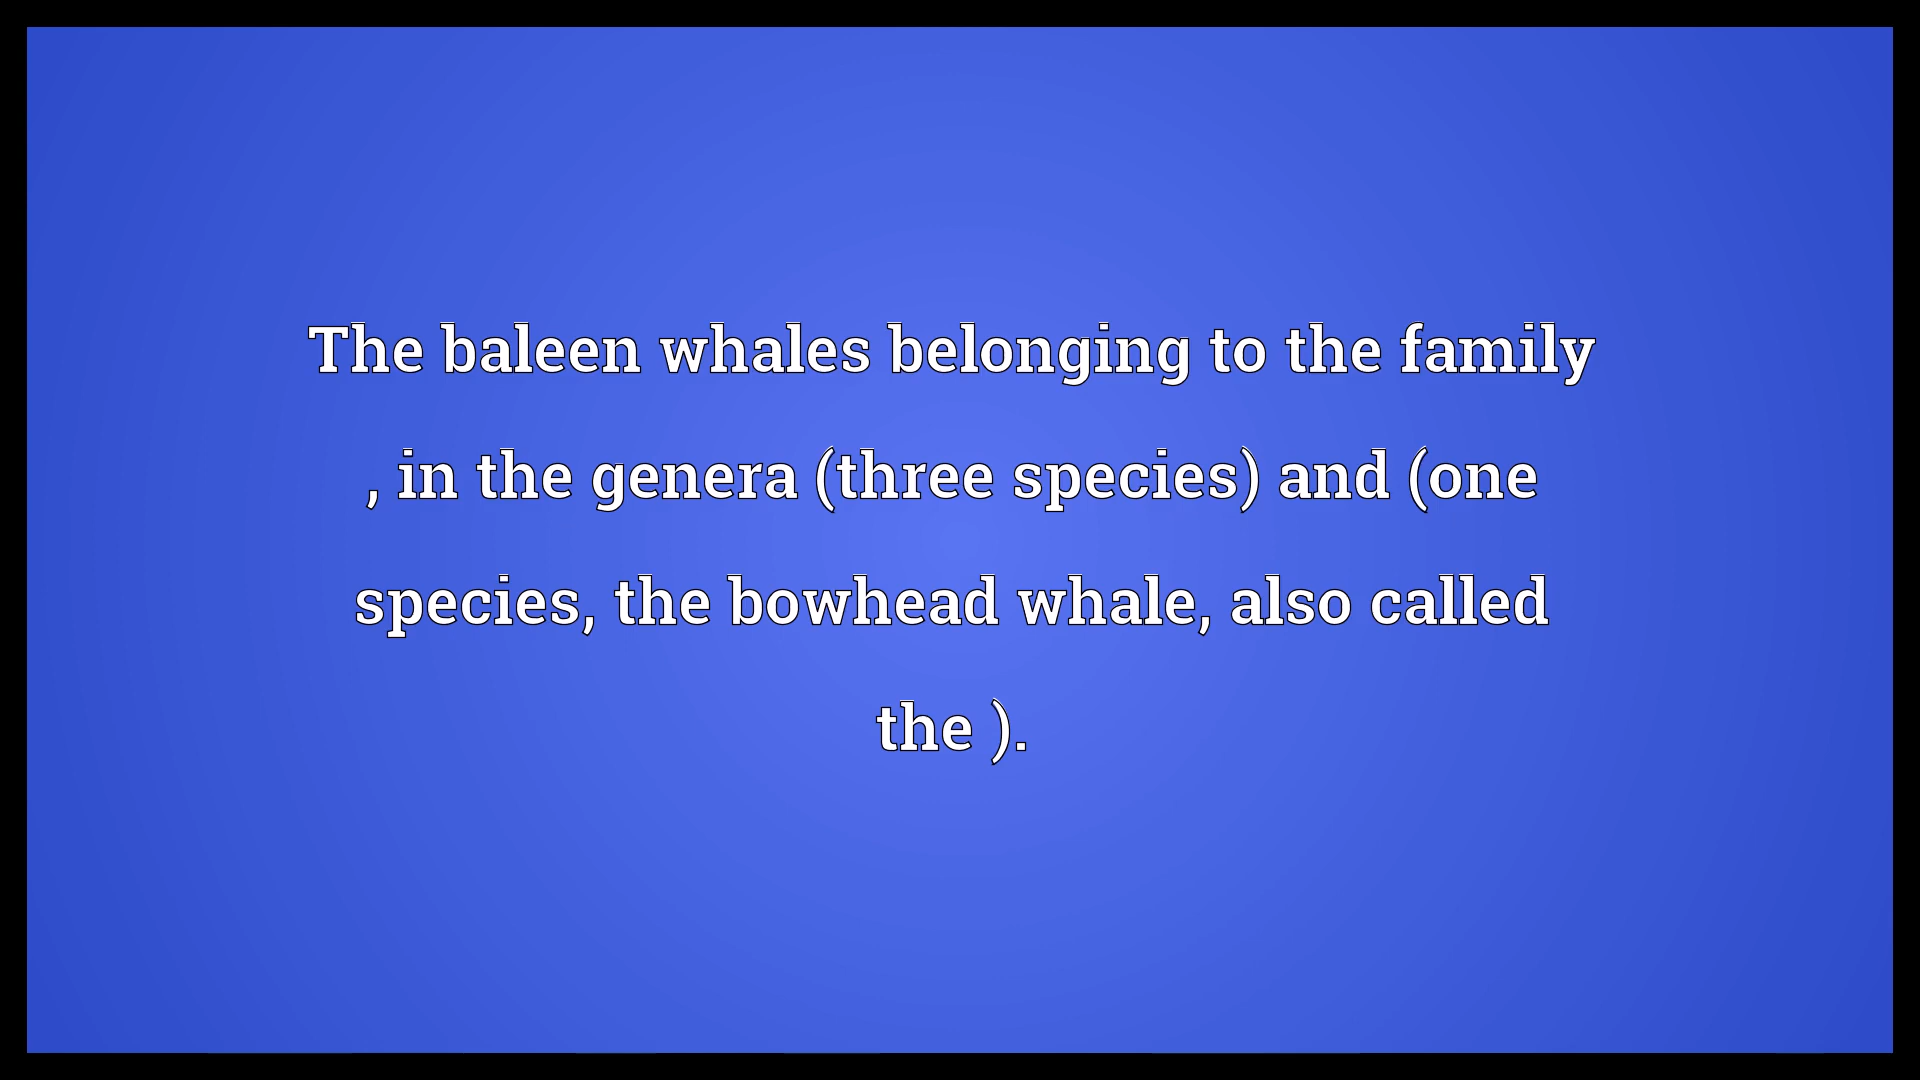 The baleen whales belonging to the family
, in the genera (three species) and (one
species, the bowhead whale, also called
the ).